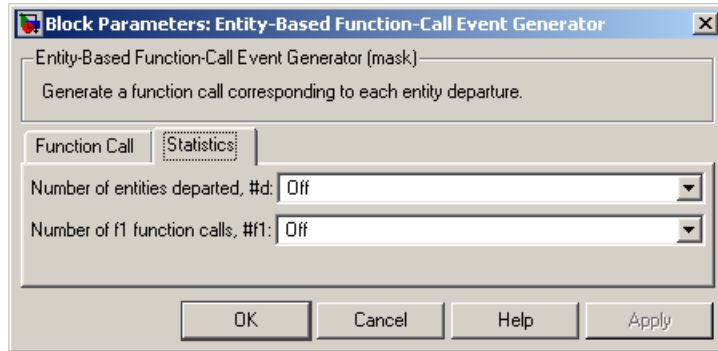 Block Parameters: Entity-Based Function-Call Event Generator
Entity-Based Function-Call Event Generator (mask)
Generate a function call corresponding to each entity departure.
Function Call Statistics
Number of entities departed, #d: Off
Number of f1 function calls, #f1: Off
OK Cancel Help Apply